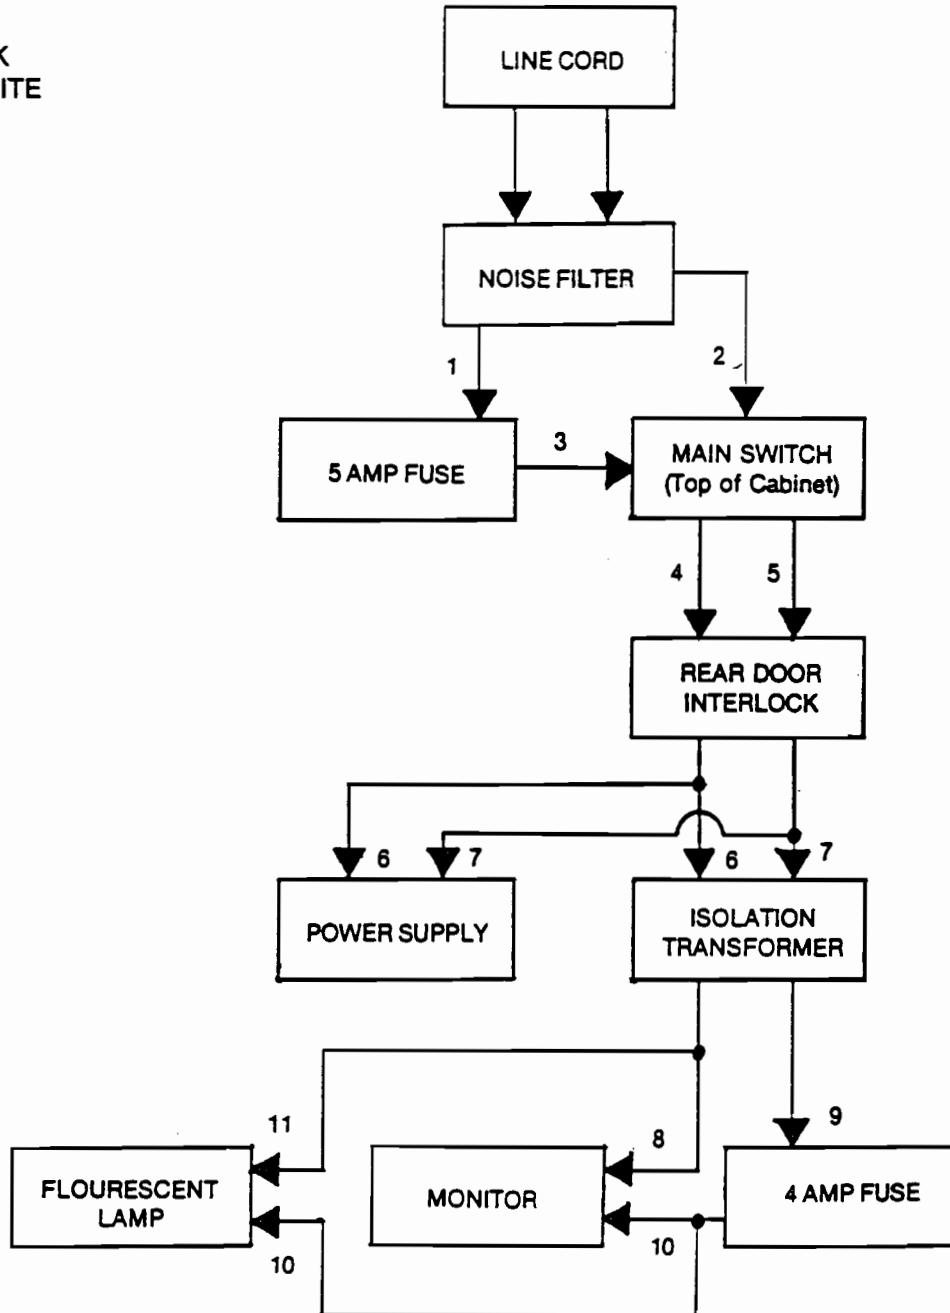 ITE
LINE CORD
NOISE FILTER
1
2
5 AMP FUSE
3
MAIN SWITCH
(Top of Cabinet)
4
5
REAR DOOR
INTERLOCK
6
7
6
7
POWER SUPPLY
ISOLATION
TRANSFORMER
11
8
9
FLOURESCENT
LAMP
MONITOR
4 AMP FUSE
10
10